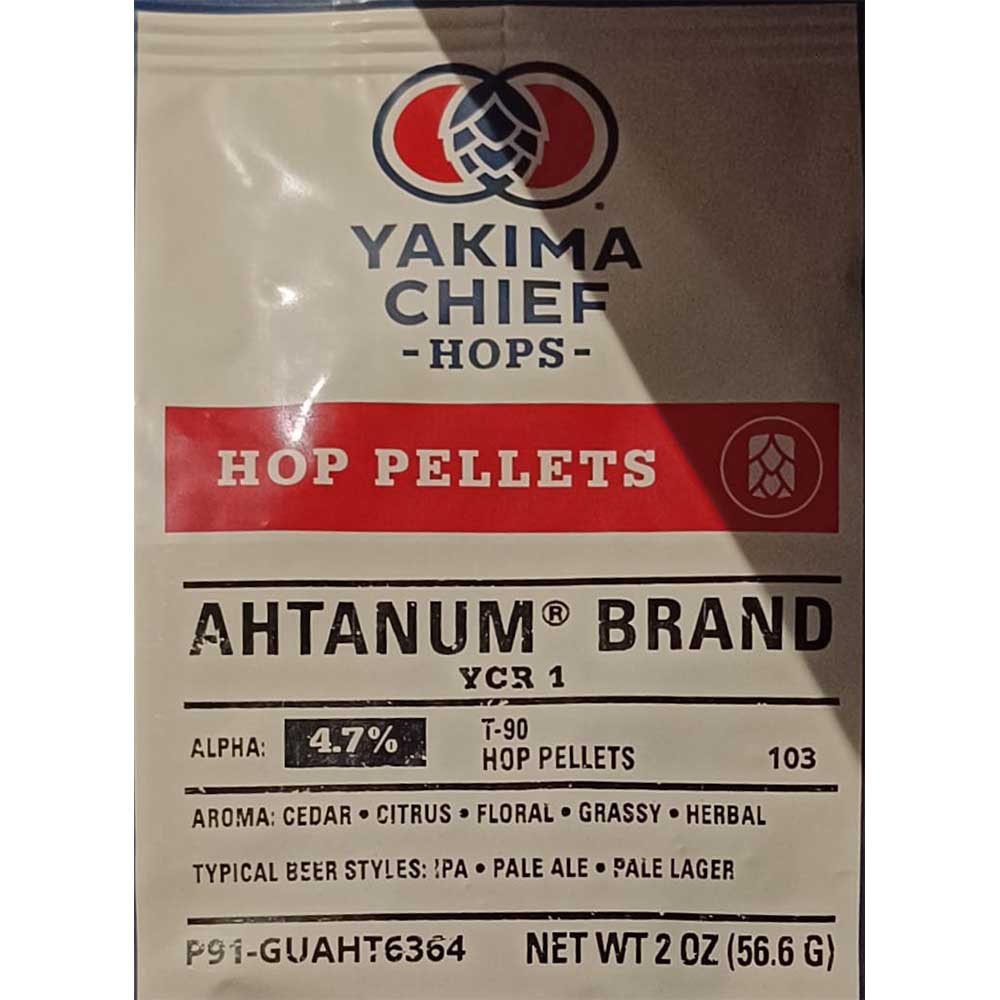 YAKIMA
CHIEF
-HOPS-
HOP PELLETS
AHTANUM® BRAND
YCR 1
ALPHA: 4.7% T-90 HOP PELLETS 103
AROMA: CEDAR • CITRUS • FLORAL • GRASSY • HERBAL
TYPICAL BEER STYLES: IPA • PALE ALE • PALE LAGER
P91-GUAHT6364 NET WT 2 OZ (56.6 G)